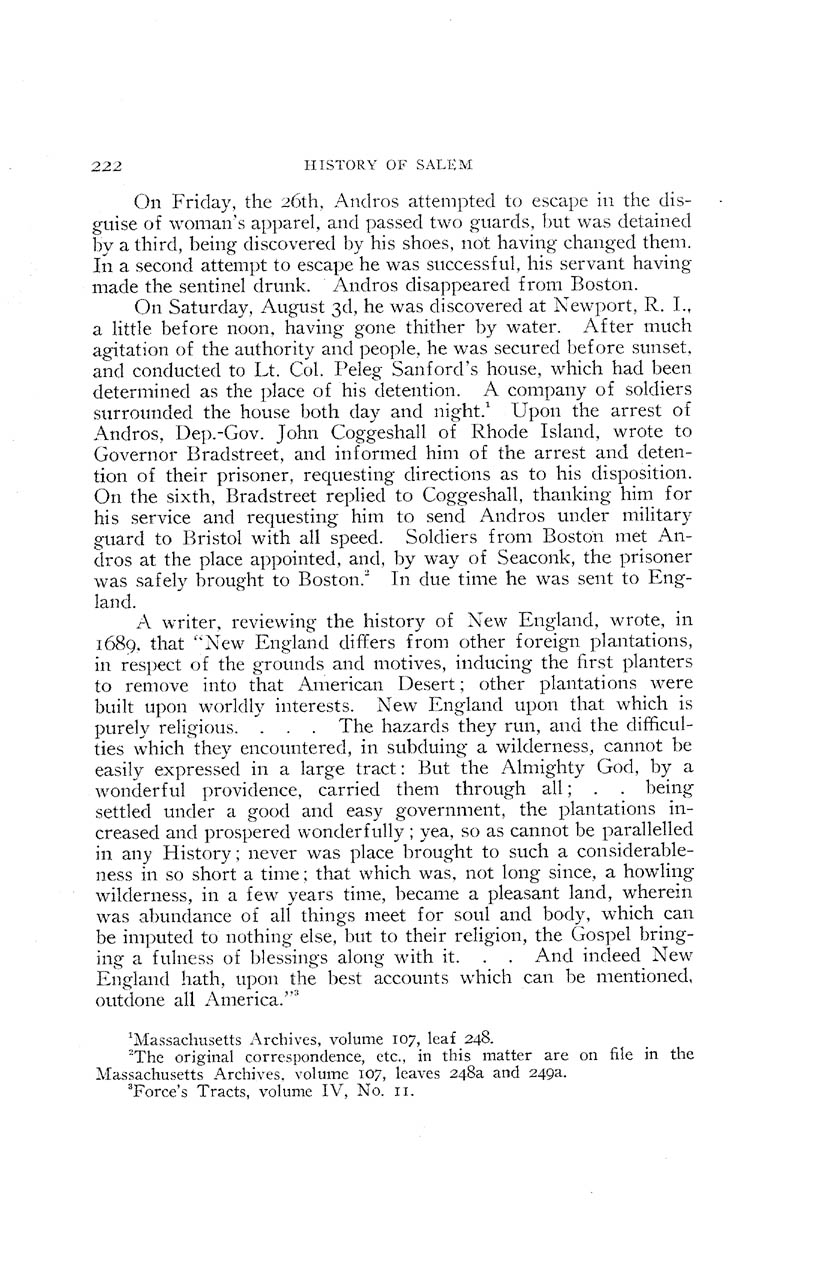 222 HISTORY OF SALEM
On Friday, the 26th, Andros attempted to escape in the dis-
guise of woman's apparel, and passed two guards, but was detained
by a third, being discovered by his shoes, not having changed them.
In a second attempt to escape he was successful, his servant having
made the sentinel drunk. Andros disappeared from Boston.
On Saturday, August 3d, he was discovered at Newport, R. I.,
a little before noon, having gone thither by water. After much
agitation of the authority and people, he was secured before sunset,
and conducted to Lt. Col. Peleg Sanford's house, which had been
determined as the place of his detention. A company of soldiers
surrounded the house both day and night.¹ Upon the arrest of
Andros, Dep.-Gov. John Coggeshall of Rhode Island, wrote to
Governor Bradstreet, and informed him of the arrest and deten-
tion of their prisoner, requesting directions as to his disposition.
On the sixth, Bradstreet replied to Coggeshall, thanking him for
his service and requesting him to send Andros under military
guard to Bristol with all speed. Soldiers from Boston met An-
dros at the place appointed, and, by way of Seaconk, the prisoner
was safely brought to Boston.² In due time he was sent to Eng-
land.
A writer, reviewing the history of New England, wrote, in
1689, that "New England differs from other foreign plantations,
in respect of the grounds and motives, inducing the first planters
to remove into that American Desert; other plantations were
built upon worldly interests. New England upon that which is
purely religious. . . . The hazards they run, and the difficul-
ties which they encountered, in subduing a wilderness, cannot be
easily expressed in a large tract: But the Almighty God, by a
wonderful providence, carried them through all; . . being
settled under a good and easy government, the plantations in-
creased and prospered wonderfully; yea, so as cannot be parallelled
in any History; never was place brought to such a considerable-
ness in so short a time; that which was, not long since, a howling
wilderness, in a few years time, became a pleasant land, wherein
was abundance of all things meet for soul and body, which can
be imputed to nothing else, but to their religion, the Gospel bring-
ing a fulness of blessings along with it. . . And indeed New
England hath, upon the best accounts which can be mentioned,
outdone all America."³
¹Massachusetts Archives, volume 107, leaf 248.
²The original correspondence, etc., in this matter are on file in the
Massachusetts Archives, volume 107, leaves 248a and 249a.
³Force's Tracts, volume IV, No. 11.